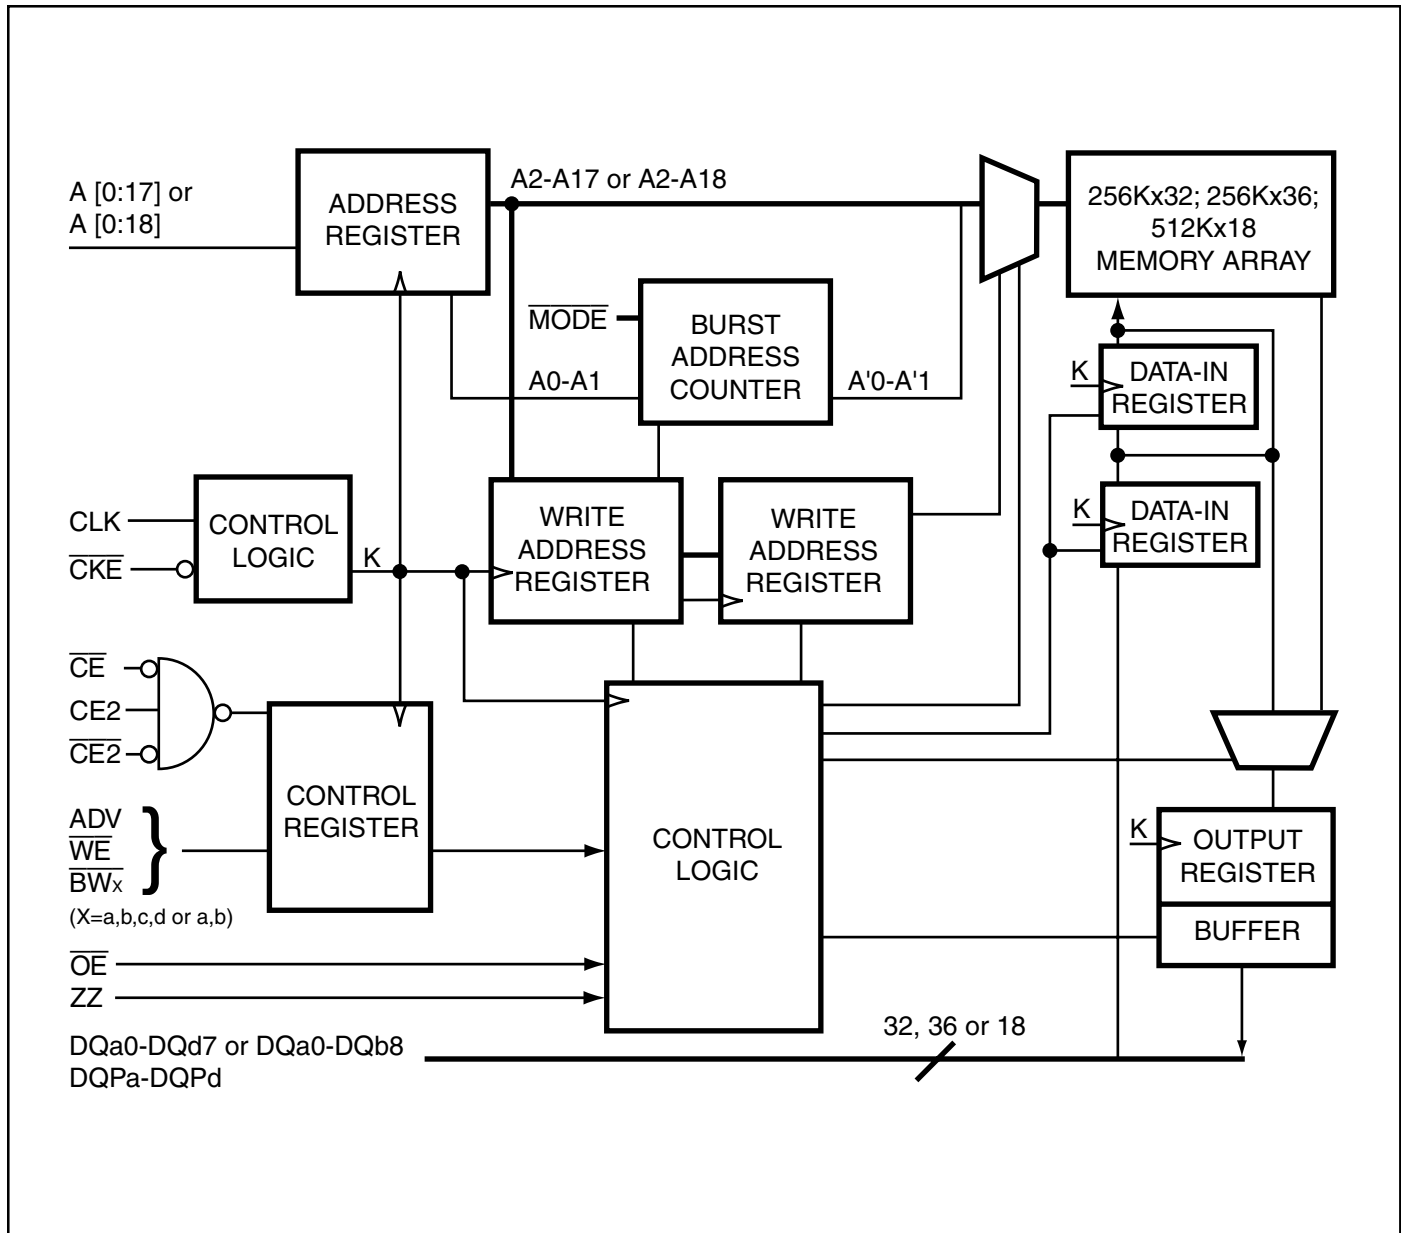 A [0:17] or
A [0:18]
ADDRESS
REGISTER
A2-A17 or A2-A18
256Kx32; 256Kx36;
512Kx18
MEMORY ARRAY
MODE
BURST
ADDRESS
COUNTER
A0-A1
A'0-A'1
K
DATA-IN
REGISTER
CLK
CKE
CONTROL
LOGIC
K
WRITE
ADDRESS
REGISTER
WRITE
ADDRESS
REGISTER
K
DATA-IN
REGISTER
CE
CE2
CE2
ADV
WE
BWx
(X=a,b,c,d or a,b)
CONTROL
REGISTER
CONTROL
LOGIC
K
OUTPUT
REGISTER
BUFFER
OE
ZZ
DQa0-DQd7 or DQa0-DQb8
DQPa-DQPd
32, 36 or 18